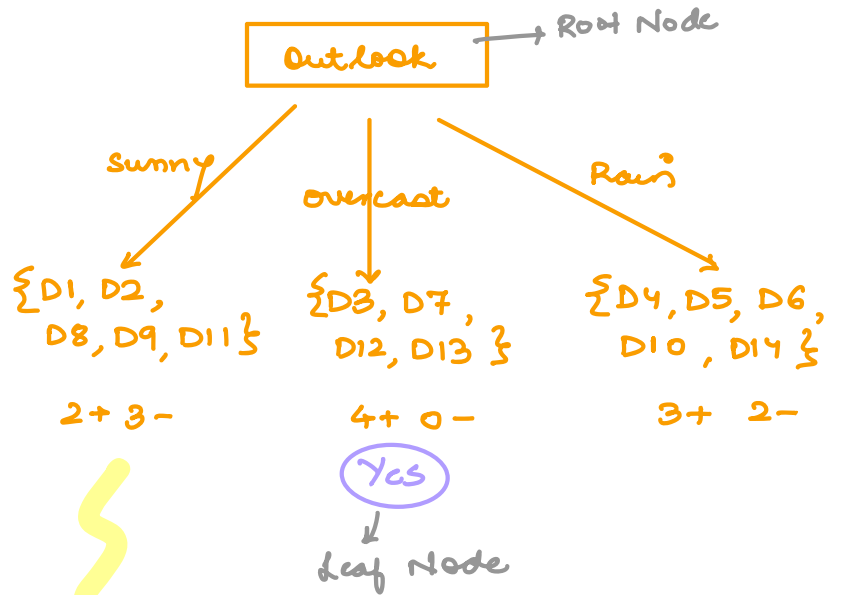 Root Node
Outlook
Sunny
Overcast
Rain
{D1, D2,
D8, D9, D11}
{D3, D7,
D12, D13}
{D4, D5, D6,
D10, D14}
2+ 3-
4+ 0-
3+ 2-
Yes
Leaf Node